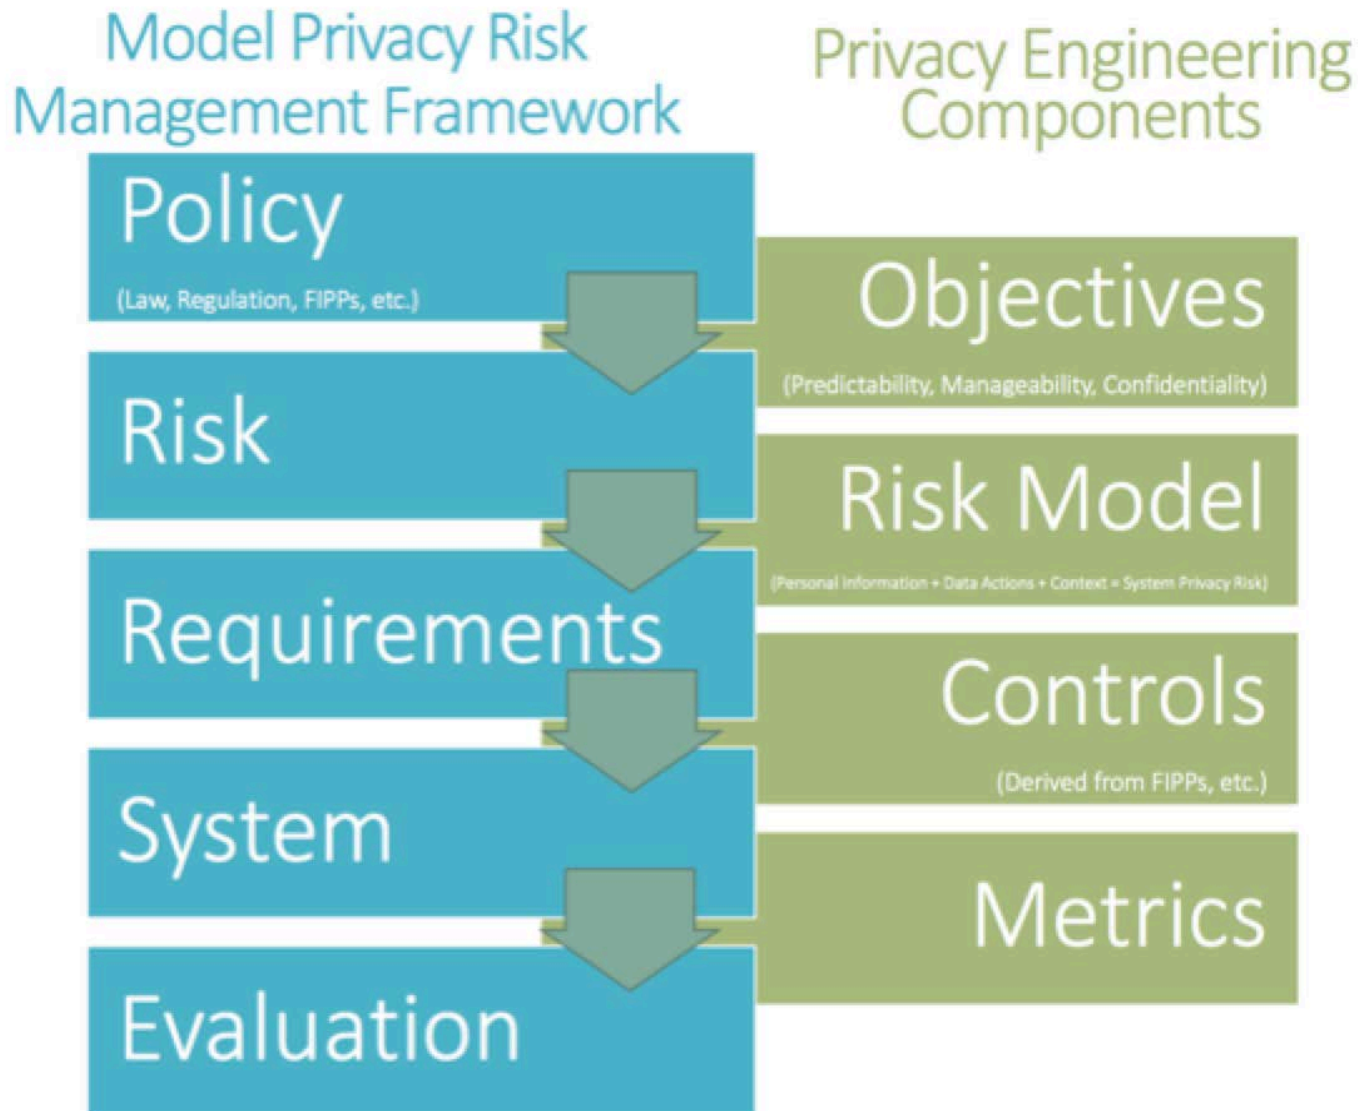 Model Privacy Risk
Management Framework
Privacy Engineering
Components
Policy
(Law, Regulation, FIPPs, etc.)
Objectives
(Predictability, Manageability, Confidentiality)
Risk
Risk Model
(Personal Information + Data Actions + Context = System Privacy Risk)
Requirements
Controls
(Derived from FIPPs, etc.)
System
Metrics
Evaluation